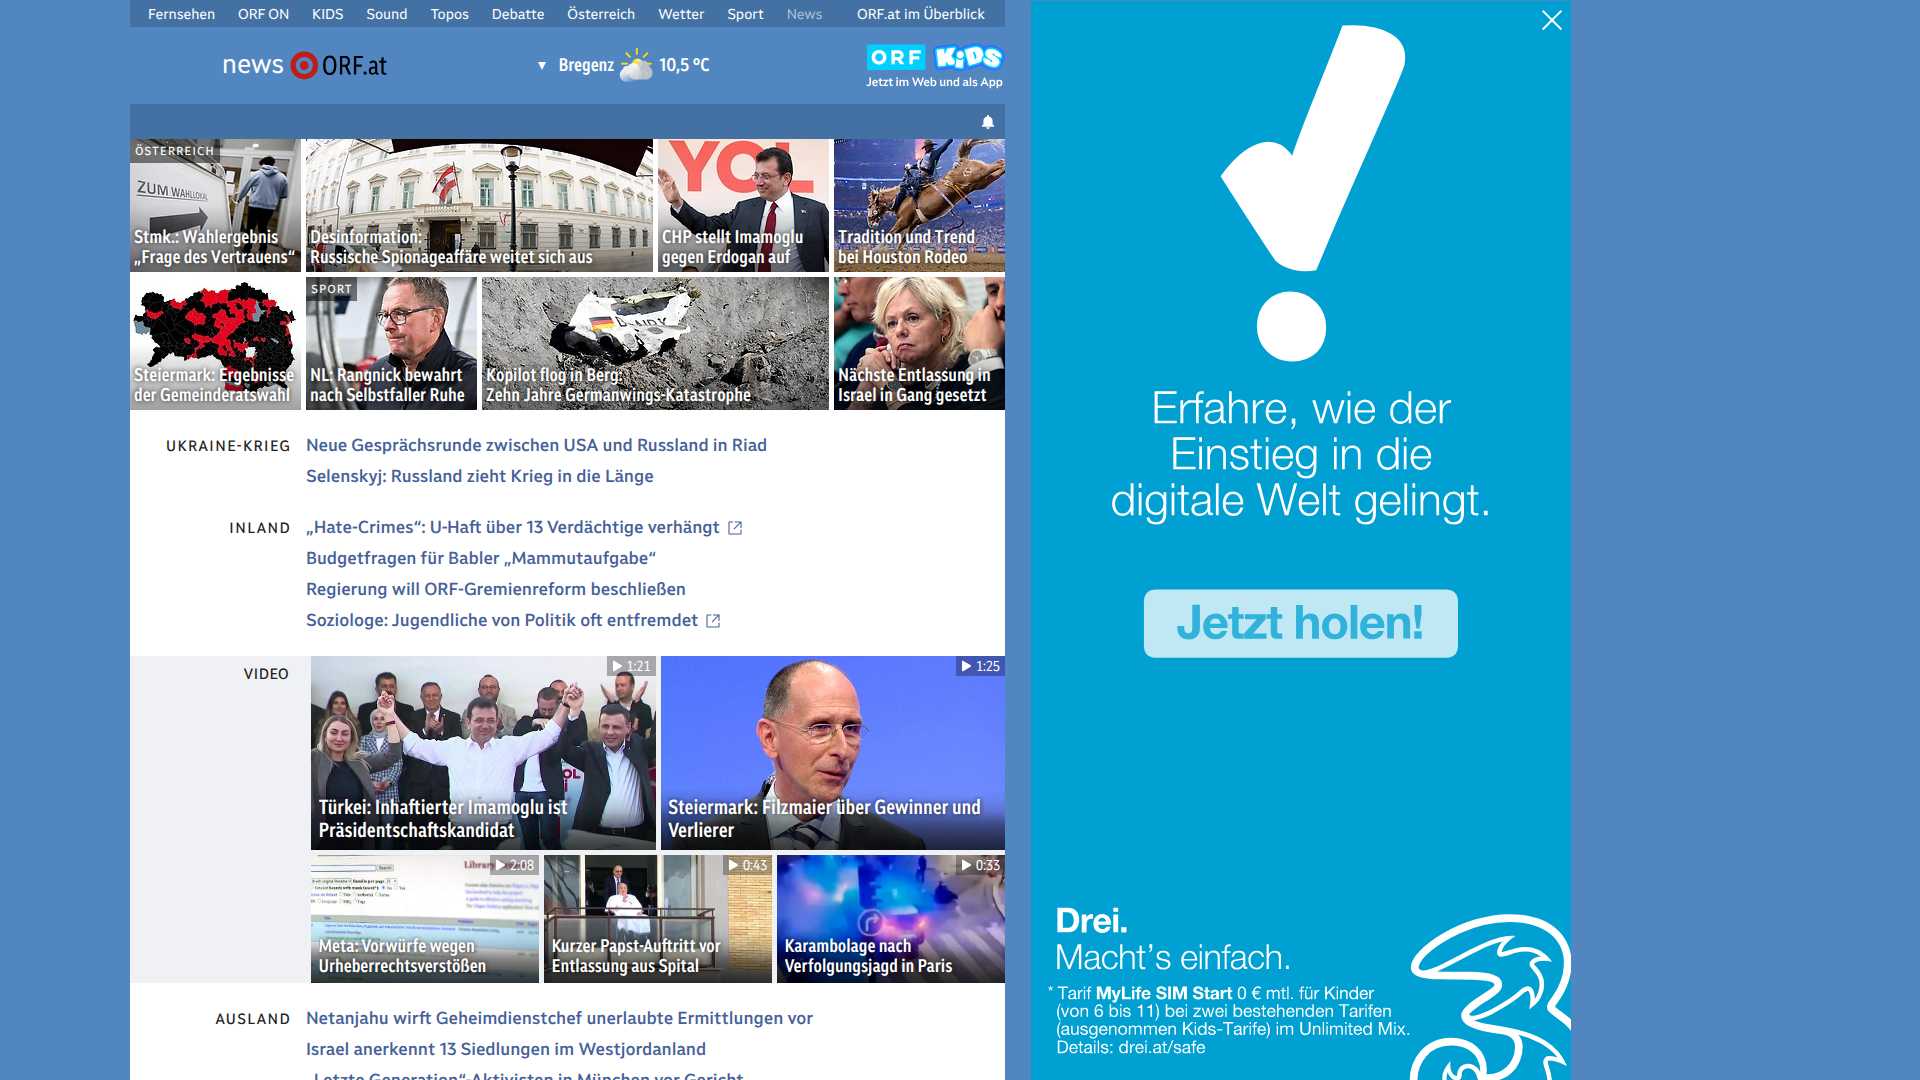 Fernsehen ORF ON KIDS Sound Topos Debatte Österreich Wetter Sport News ORF.at im Überblick
news ORF.at
Bregenz 10,5 °C
ORF KiDS
Jetzt im Web und als App
ÖSTERREICH
ZUM WAHLLOKAL
Stmk.: Wahlergebnis
„Frage des Vertrauens“
Desinformation:
Russische Spionageaffäre weitet sich aus
YOL
CHP stellt Imamoglu
gegen Erdogan auf
Tradition und Trend
bei Houston Rodeo
Steiermark: Ergebnisse
der Gemeinderatswahl
SPORT
NL: Rangnick bewahrt
nach Selbstfaller Ruhe
Kopilot flog in Berg:
Zehn Jahre Germanwings-Katastrophe
Nächste Entlassung in
Israel in Gang gesetzt
UKRAINE-KRIEG
Neue Gesprächsrunde zwischen USA und Russland in Riad
Selenskyj: Russland zieht Krieg in die Länge
INLAND
„Hate-Crimes“: U-Haft über 13 Verdächtige verhängt
Budgetfragen für Babler „Mammutaufgabe“
Regierung will ORF-Gremienreform beschließen
Soziologe: Jugendliche von Politik oft entfremdet
VIDEO
1:21
Türkei: Inhaftierter Imamoglu ist
Präsidentschaftskandidat
1:25
Steiermark: Filzmaier über Gewinner und
Verlierer
2:08
Meta: Vorwürfe wegen
Urheberrechtsverstößen
0:43
Kurzer Papst-Auftritt vor
Entlassung aus Spital
0:33
Karambolage nach
Verfolgungsjagd in Paris
AUSLAND
Netanjahu wirft Geheimdienstchef unerlaubte Ermittlungen vor
Israel anerkennt 13 Siedlungen im Westjordanland
„Letzte Generation“-Aktivisten in München vor Gericht
Erfahre, wie der
Einstieg in die
digitale Welt gelingt.
Jetzt holen!
Drei.
Macht’s einfach.
* Tarif MyLife SIM Start 0 € mtl. für Kinder
(von 6 bis 11) bei zwei bestehenden Tarifen
(ausgenommen Kids-Tarife) im Unlimited Mix.
Details: drei.at/safe